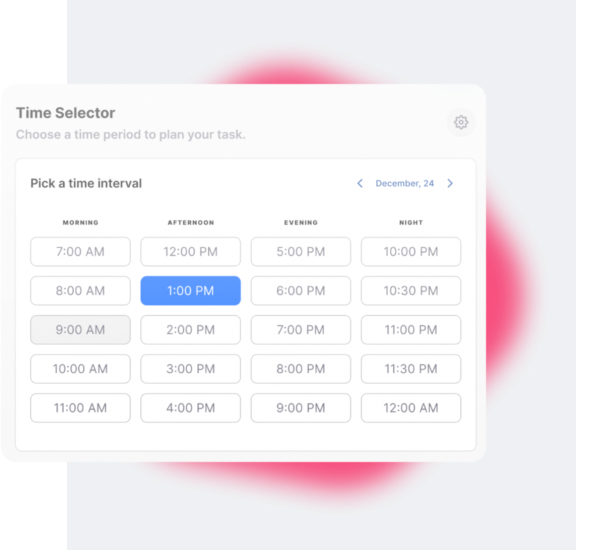 Time Selector
Choose a time period to plan your task.
Pick a time interval
December, 24
MORNING AFTERNOON EVENING NIGHT
7:00 AM 12:00 PM 5:00 PM 10:00 PM
8:00 AM 1:00 PM 6:00 PM 10:30 PM
9:00 AM 2:00 PM 7:00 PM 11:00 PM
10:00 AM 3:00 PM 8:00 PM 11:30 PM
11:00 AM 4:00 PM 9:00 PM 12:00 AM